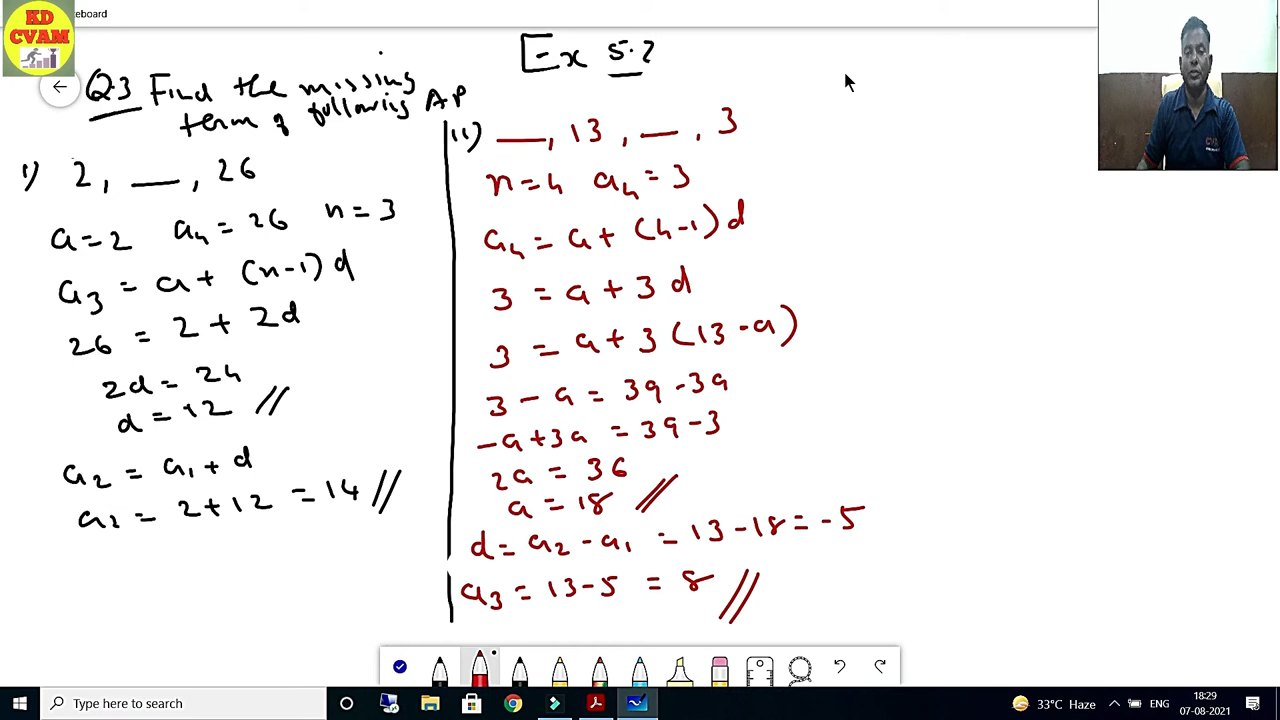 teboard
KD
CVAM
Ex 5.2
Q3 Find the missing
term of following AP
i) 2, __, 26
a=2 an = 26 n = 3
a3 = a + (n-1) d
26 = 2 + 2d
2d = 24
d = 12 //
a2 = a1 + d
a2 = 2+12 = 14 //
ii) __, 13, __, 3
n=4 a4 = 3
a4 = a + (4-1) d
3 = a + 3d
3 = a + 3 (13 - a)
3 - a = 39 - 3a
-a + 3a = 39 - 3
2a = 36
a = 18 //
d = a2 - a1 = 13 - 18 = -5
a3 = 13 - 5 = 8 //
CVAM
Type here to search
33°C Haze
ENG
18:29
07-08-2021